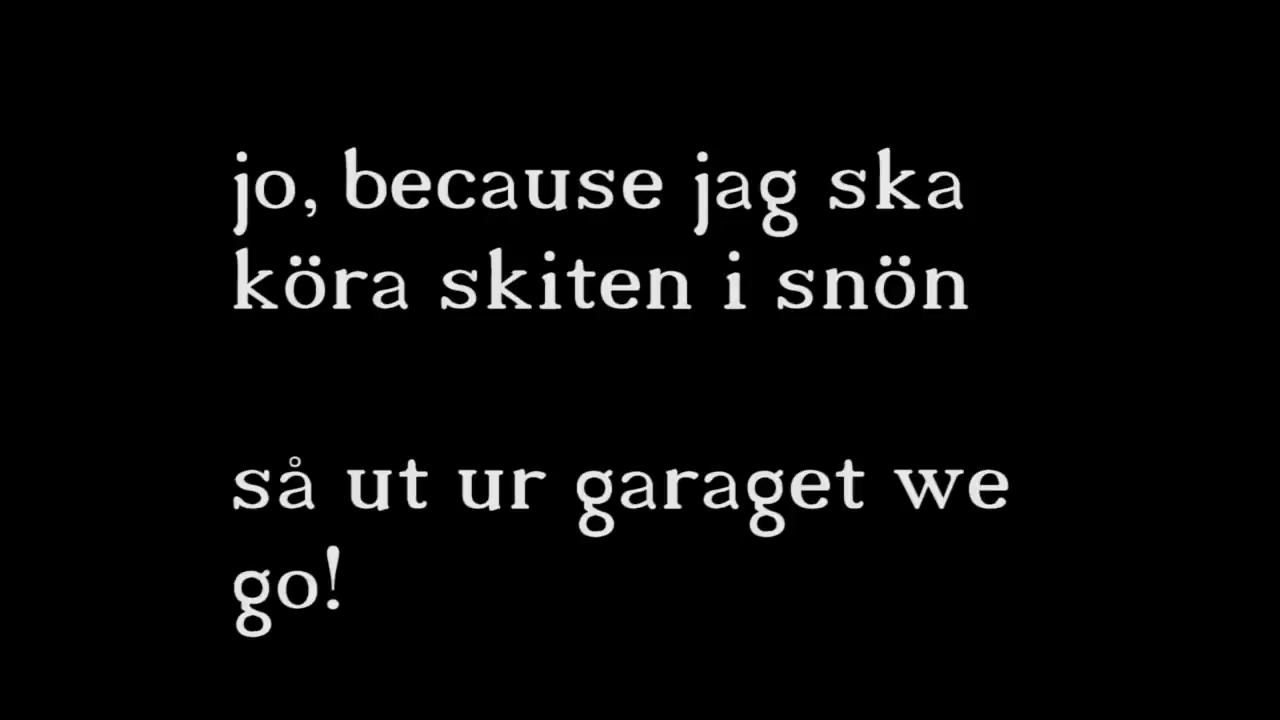 jo, because jag ska
köra skiten i snön
så ut ur garaget we
go!